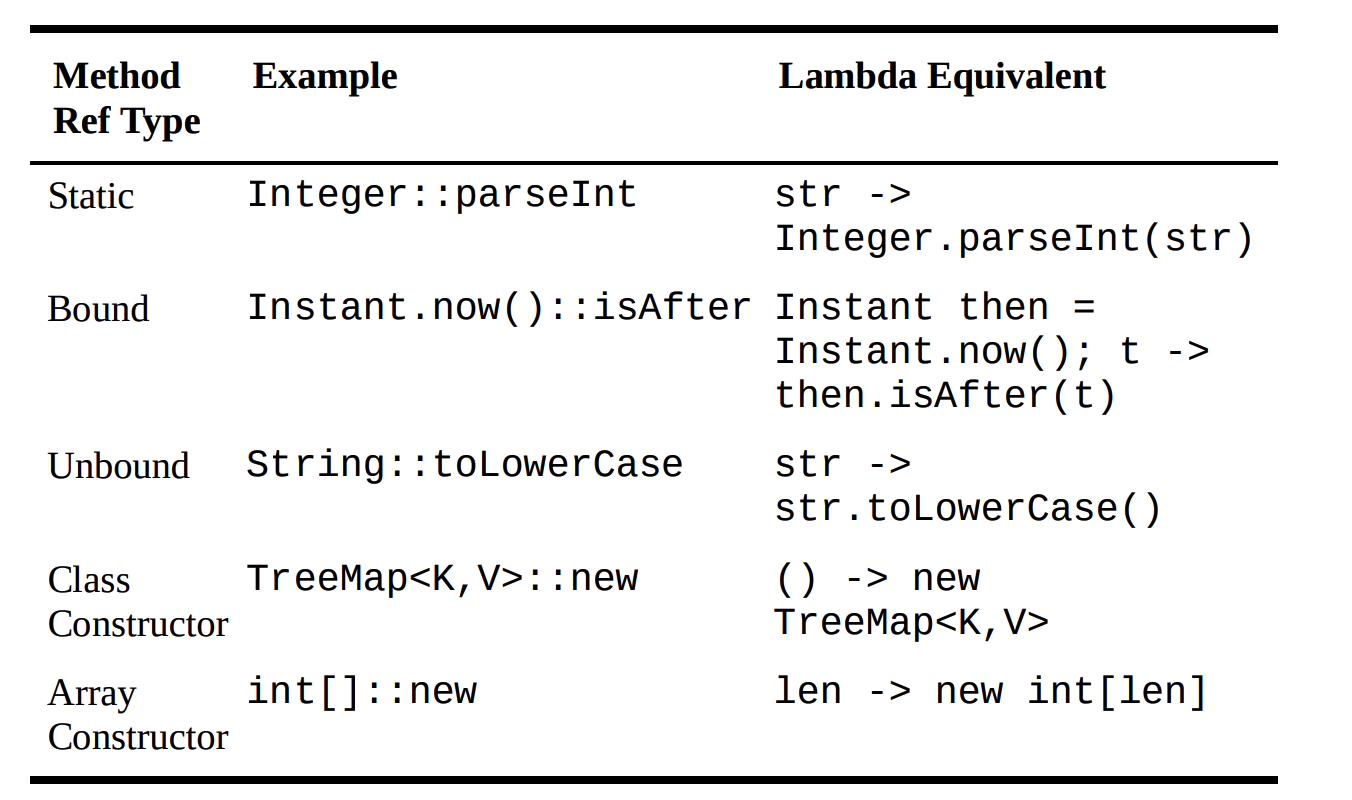 Method Ref Type Example Lambda Equivalent
Static Integer::parseInt str ->
Integer.parseInt(str)
Bound Instant.now()::isAfter Instant then =
Instant.now(); t ->
then.isAfter(t)
Unbound String::toLowerCase str ->
str.toLowerCase()
Class Constructor TreeMap<K,V>::new () -> new
TreeMap<K,V>
Array Constructor int[]::new len -> new int[len]